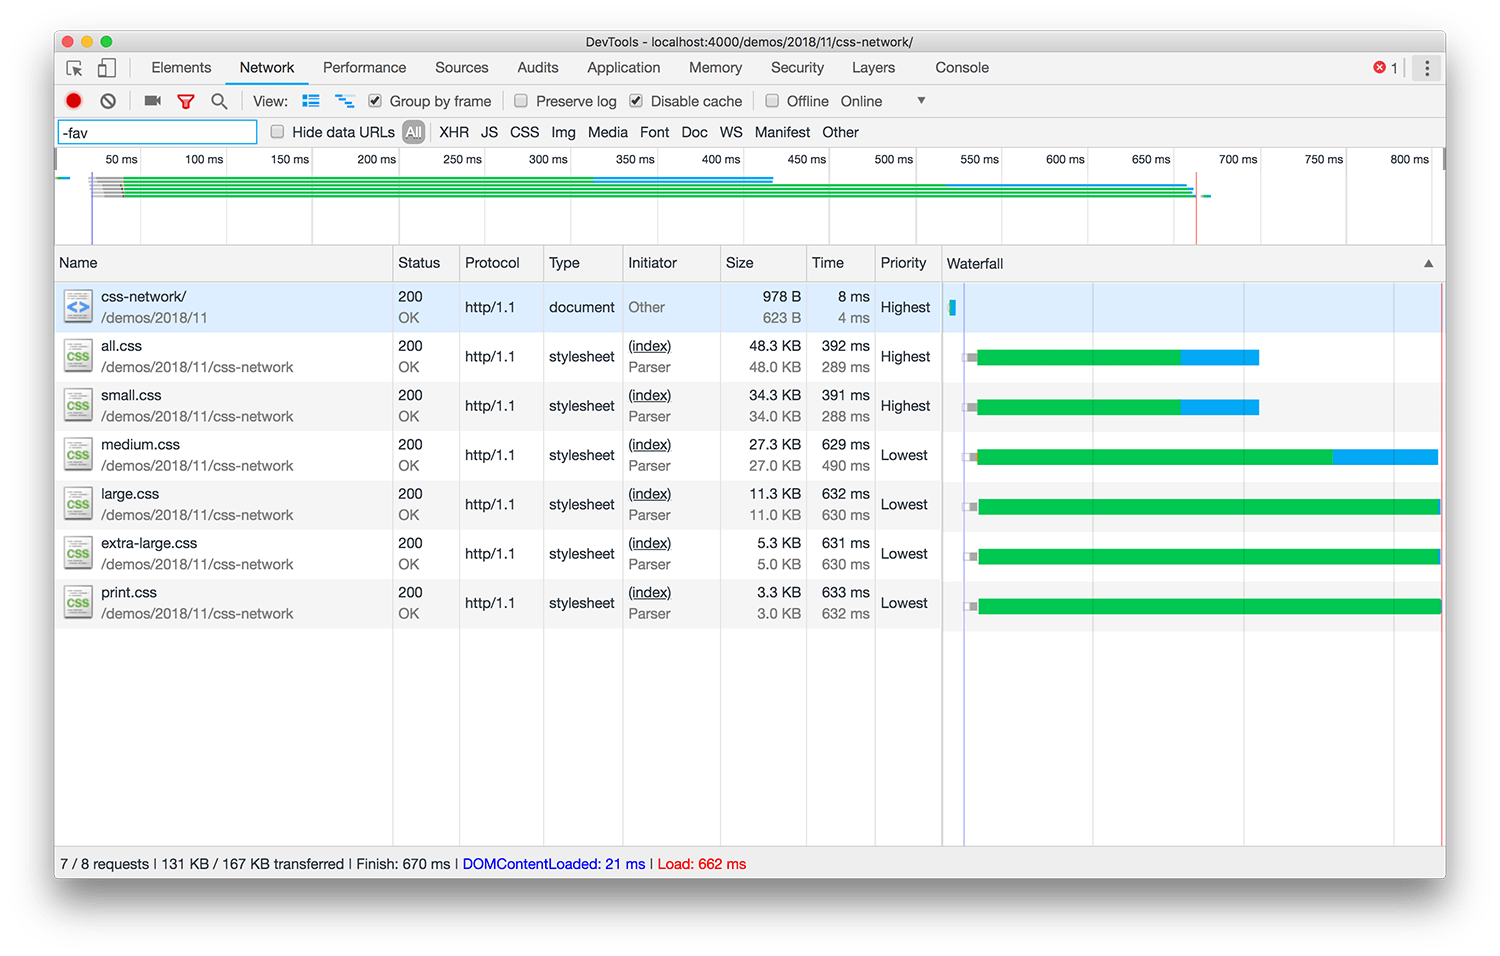 DevTools - localhost:4000/demos/2018/11/css-network/
Elements Network Performance Sources Audits Application Memory Security Layers Console 1
View: Group by frame Preserve log Disable cache Offline Online
-fav Hide data URLs All XHR JS CSS Img Media Font Doc WS Manifest Other
50 ms 100 ms 150 ms 200 ms 250 ms 300 ms 350 ms 400 ms 450 ms 500 ms 550 ms 600 ms 650 ms 700 ms 750 ms 800 ms
Name Status Protocol Type Initiator Size Time Priority Waterfall
css-network/ 200 978 B 8 ms
http/1.1 document Other Highest
/demos/2018/11 OK 623 B 4 ms
all.css 200 (index) 48.3 KB 392 ms
CSS http/1.1 stylesheet Highest
/demos/2018/11/css-network OK Parser 48.0 KB 289 ms
small.css 200 (index) 34.3 KB 391 ms
CSS http/1.1 stylesheet Highest
/demos/2018/11/css-network OK Parser 34.0 KB 288 ms
medium.css 200 (index) 27.3 KB 629 ms
CSS http/1.1 stylesheet Lowest
/demos/2018/11/css-network OK Parser 27.0 KB 490 ms
large.css 200 (index) 11.3 KB 632 ms
CSS http/1.1 stylesheet Lowest
/demos/2018/11/css-network OK Parser 11.0 KB 630 ms
extra-large.css 200 (index) 5.3 KB 631 ms
CSS http/1.1 stylesheet Lowest
/demos/2018/11/css-network OK Parser 5.0 KB 630 ms
print.css 200 (index) 3.3 KB 633 ms
CSS http/1.1 stylesheet Lowest
/demos/2018/11/css-network OK Parser 3.0 KB 632 ms
7 / 8 requests | 131 KB / 167 KB transferred | Finish: 670 ms | DOMContentLoaded: 21 ms | Load: 662 ms